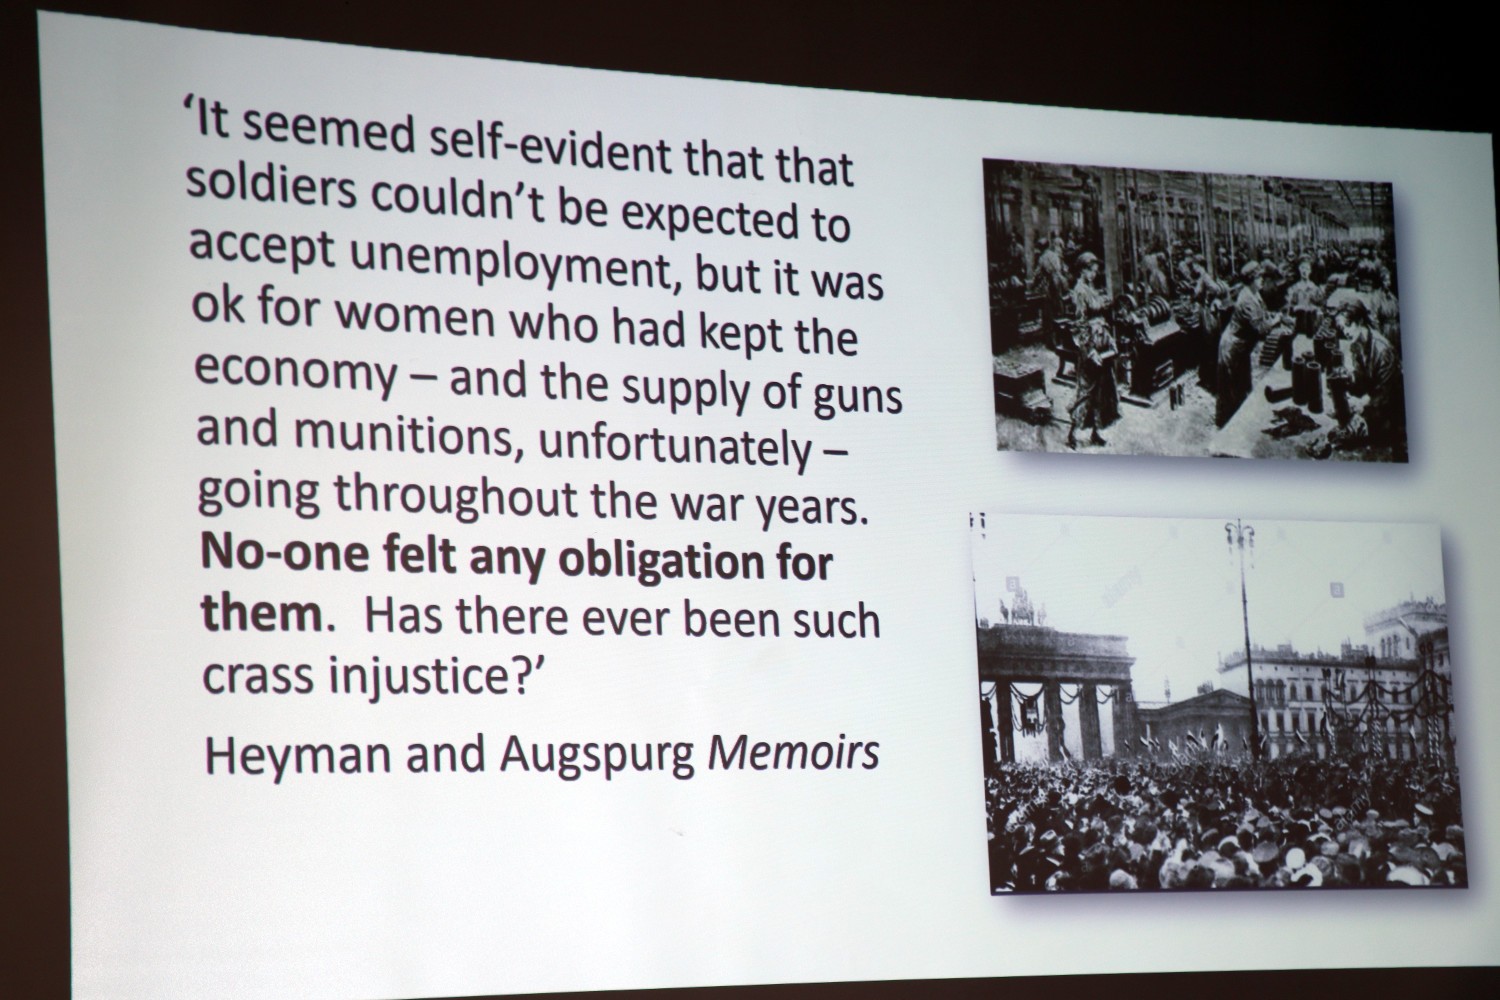 ‘It seemed self-evident that that
soldiers couldn’t be expected to
accept unemployment, but it was
ok for women who had kept the
economy – and the supply of guns
and munitions, unfortunately –
going throughout the war years.
No-one felt any obligation for
them. Has there ever been such
crass injustice?’
Heyman and Augspurg Memoirs
a
alamy
a
alamy